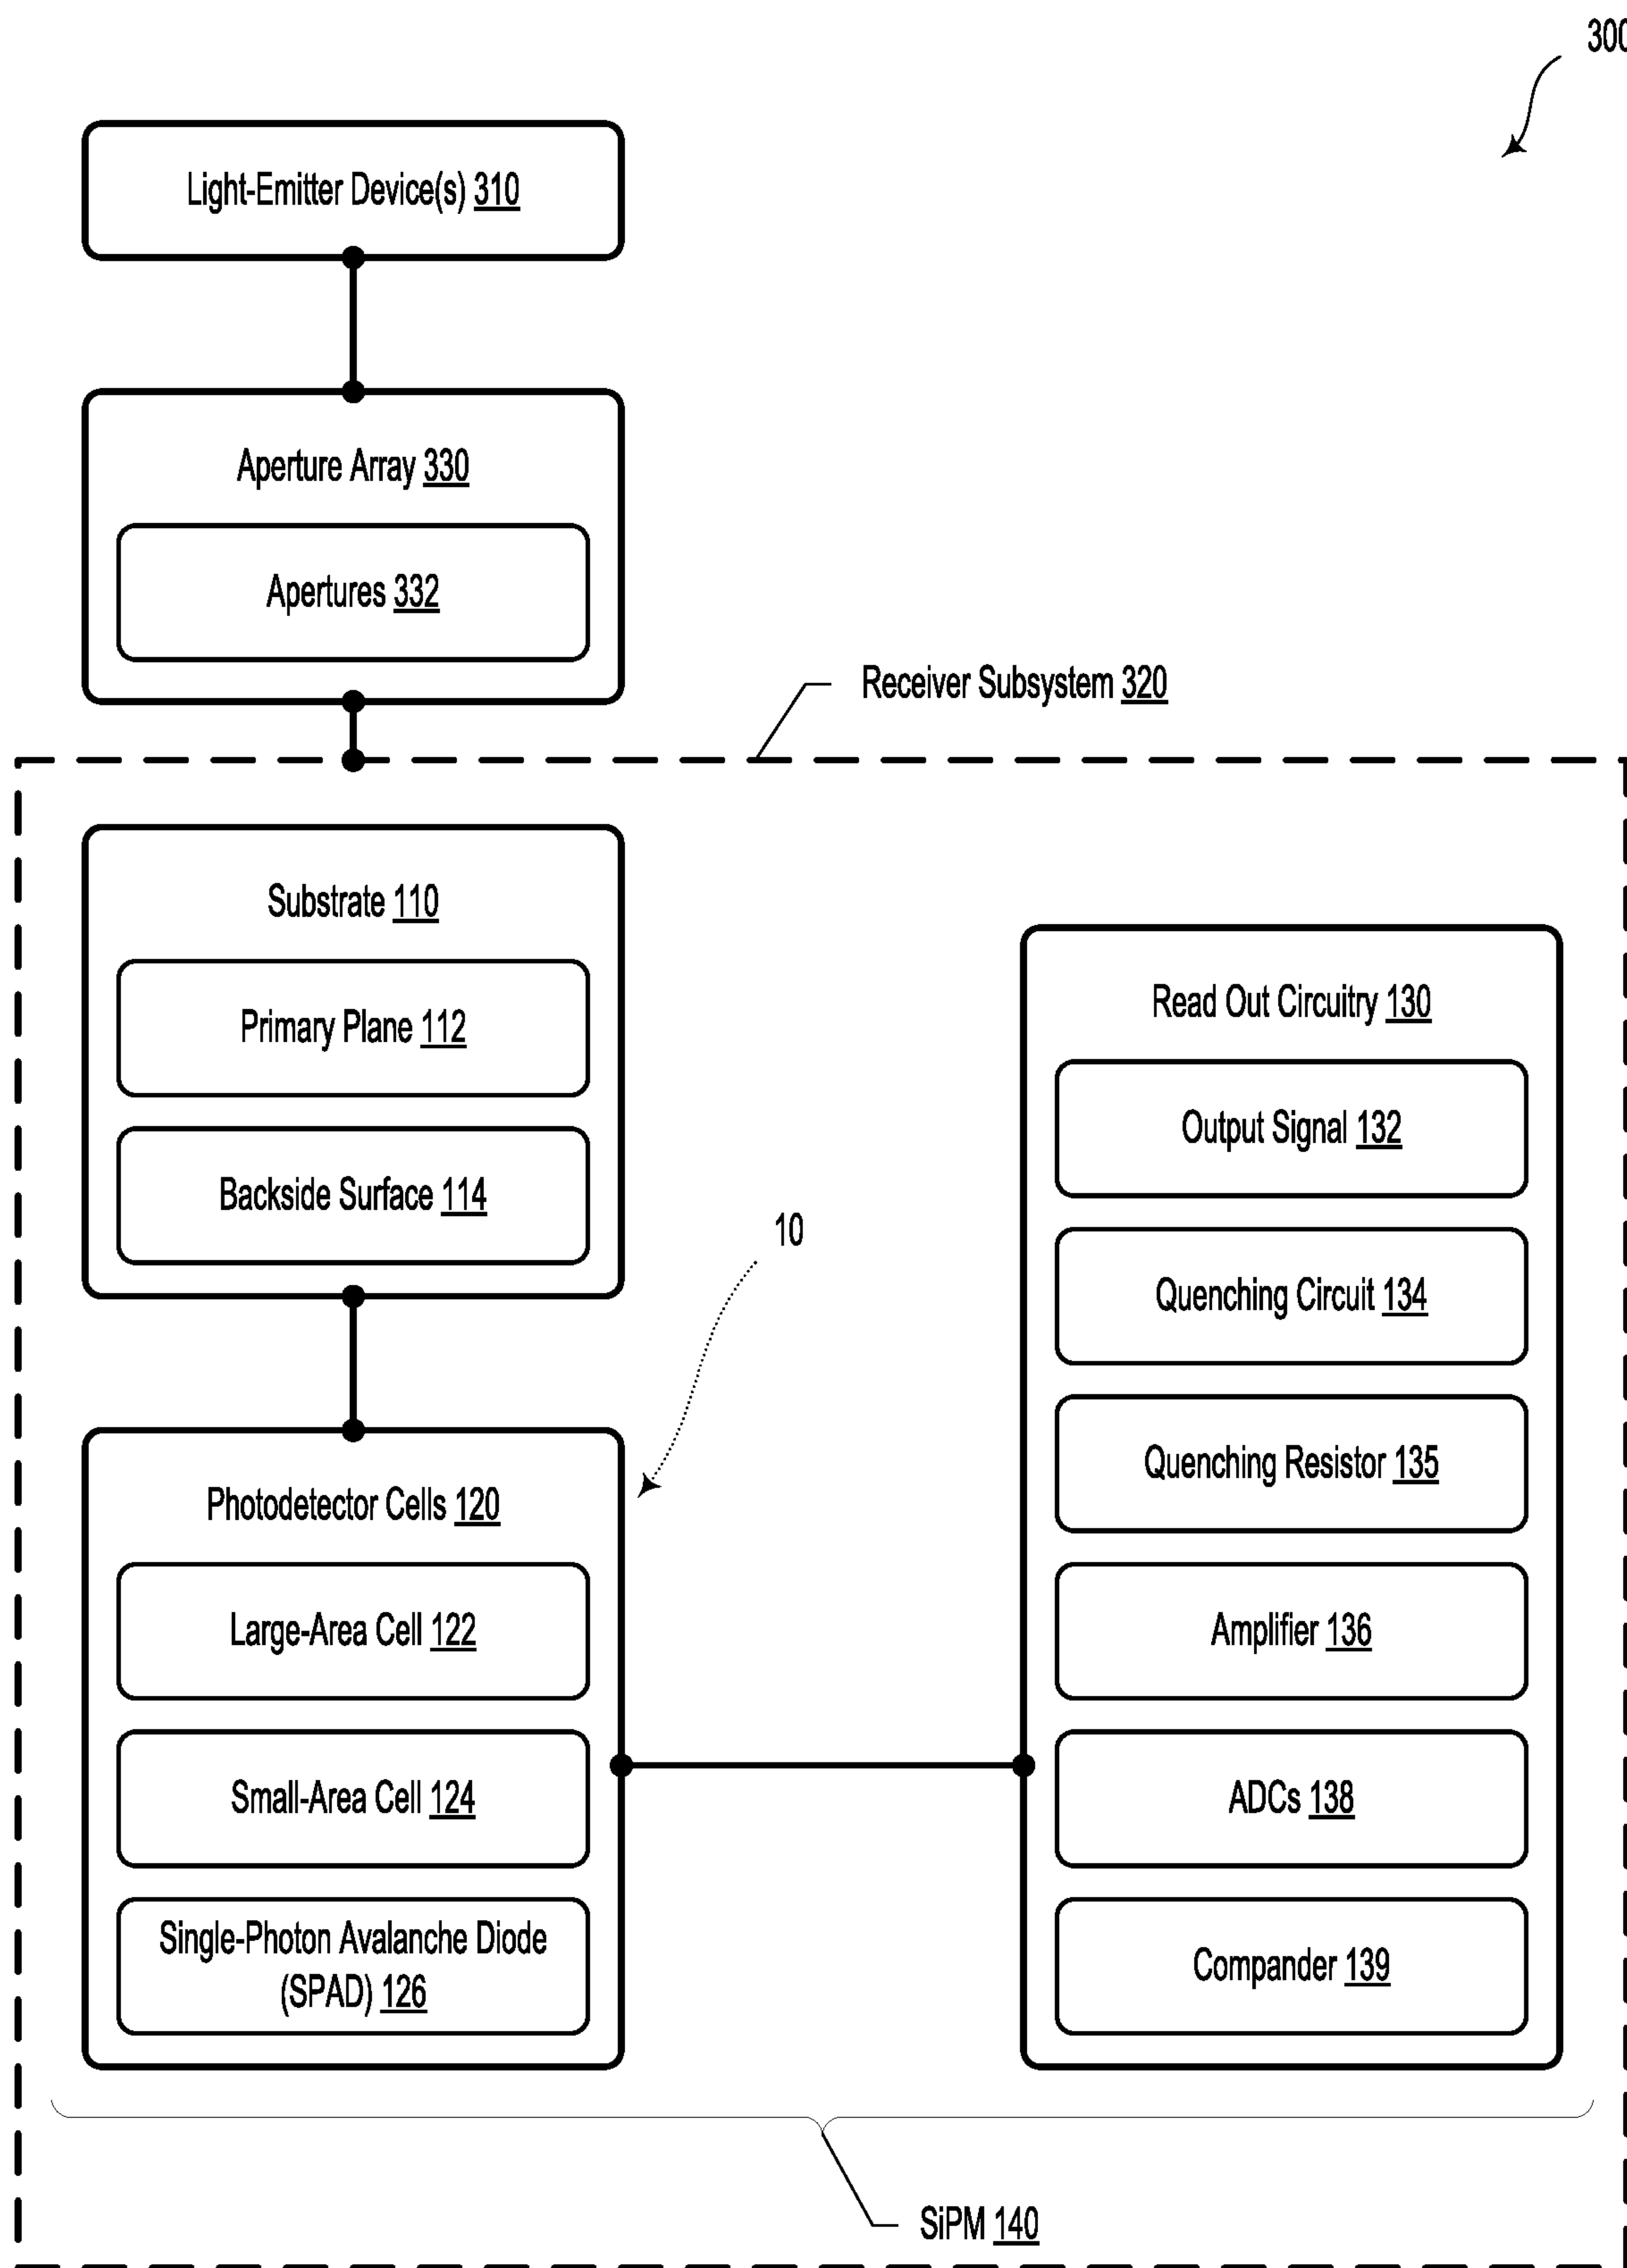 300
Light-Emitter Device(s) 310
Aperture Array 330
Apertures 332
Receiver Subsystem 320
Substrate 110
Primary Plane 112
Backside Surface 114
10
Photodetector Cells 120
Large-Area Cell 122
Small-Area Cell 124
Single-Photon Avalanche Diode
(SPAD) 126
Read Out Circuitry 130
Output Signal 132
Quenching Circuit 134
Quenching Resistor 135
Amplifier 136
ADCs 138
Compander 139
SiPM 140